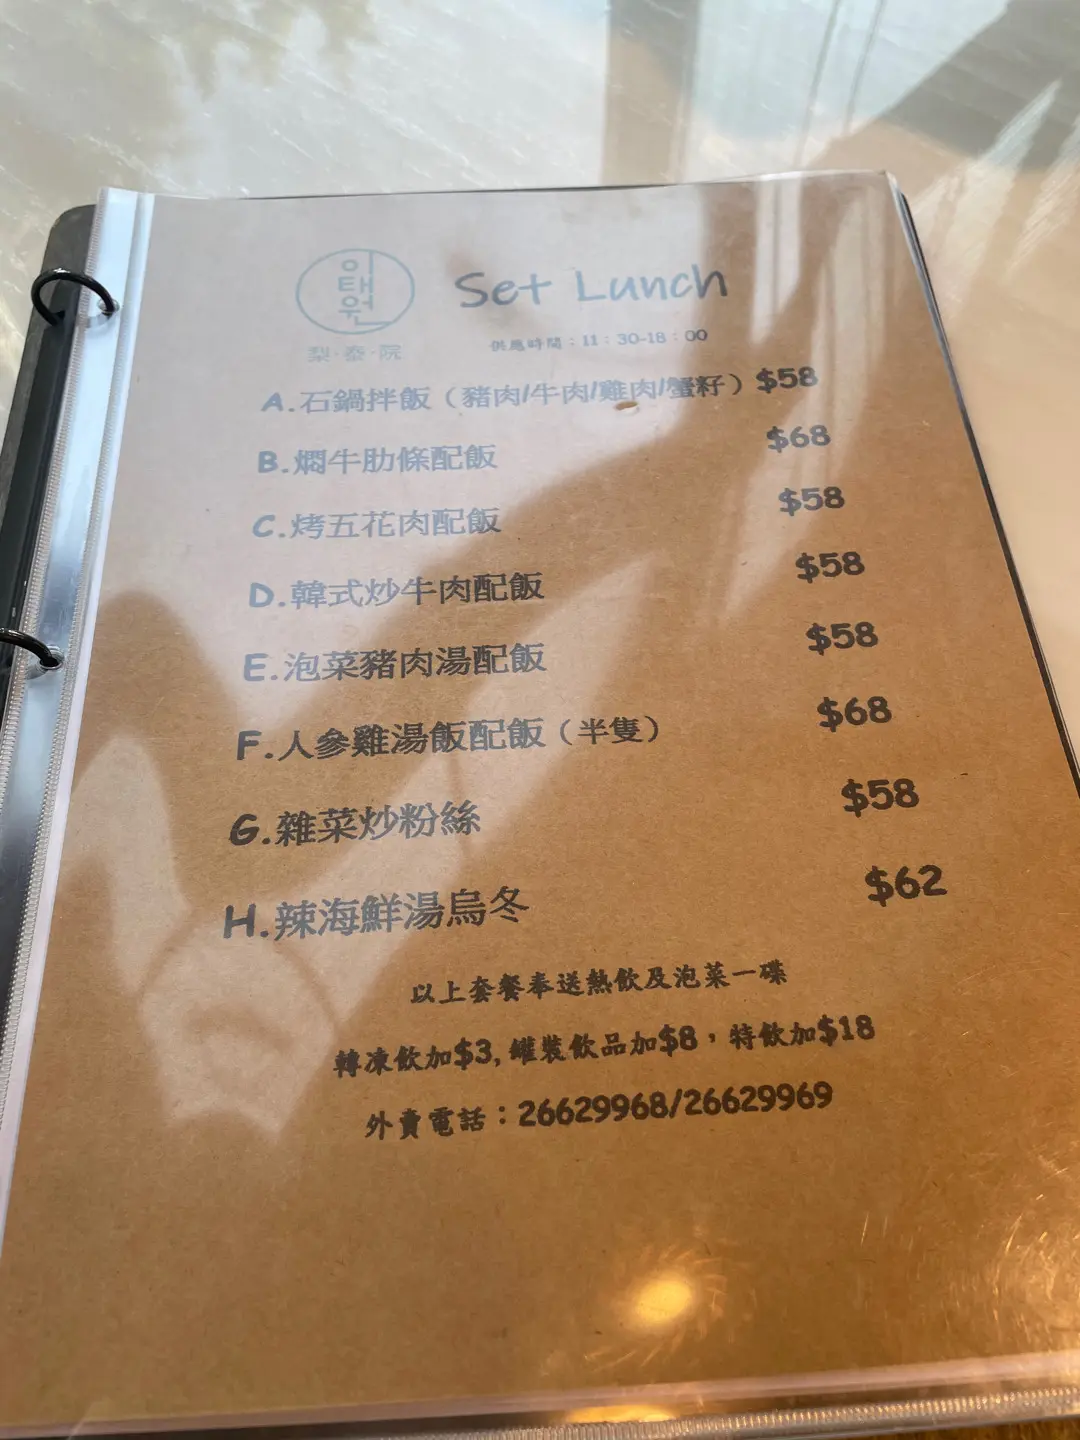 이태원
梨·泰·院
Set Lunch
供應時間：11：30-18：00
A.石鍋拌飯（豬肉/牛肉/雞肉/蟹籽）$58
B.燜牛肋條配飯 $68
C.烤五花肉配飯 $58
D.韓式炒牛肉配飯 $58
E.泡菜豬肉湯配飯 $58
F.人參雞湯飯配飯（半隻） $68
G.雜菜炒粉絲 $58
H.辣海鮮湯烏冬 $62
以上套餐奉送熱飲及泡菜一碟
轉凍飲加$3, 罐裝飲品加$8，特飲加$18
外賣電話：26629968/26629969